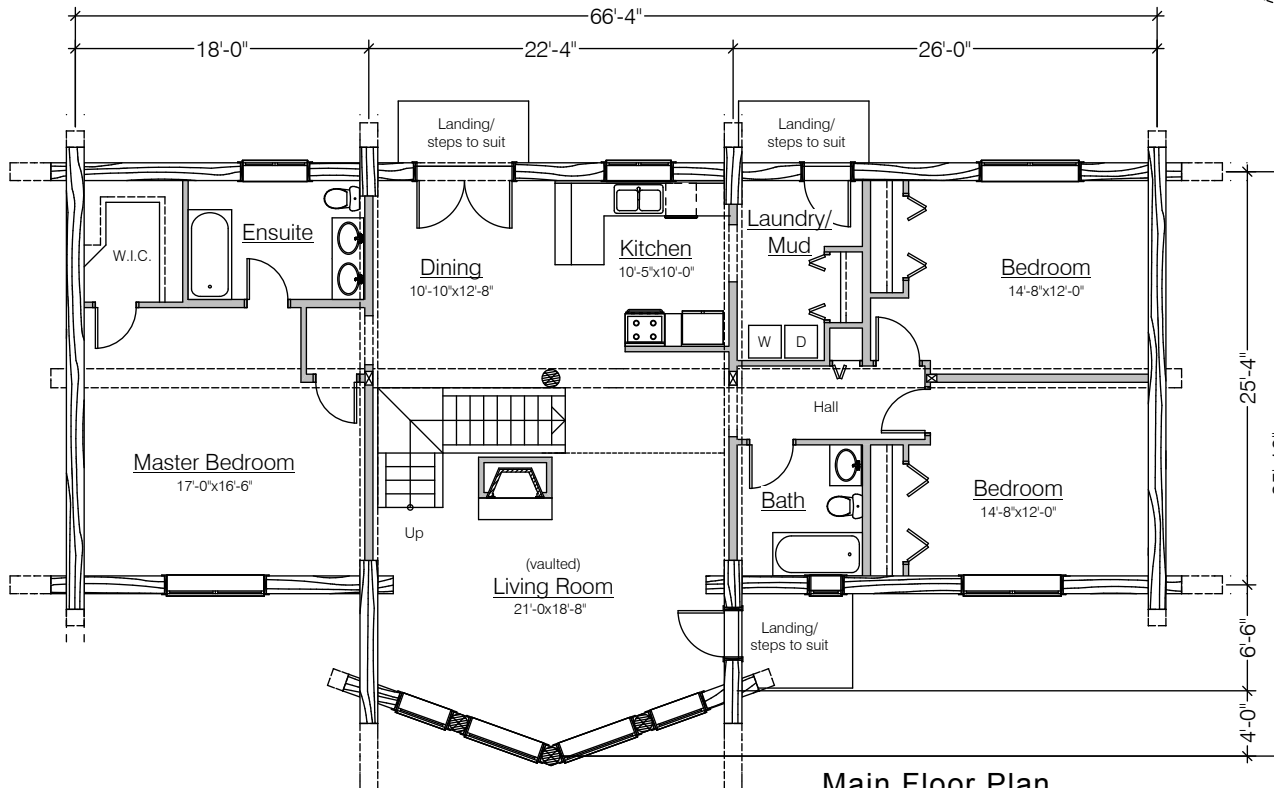 66'-4"
18'-0"
22'-4"
26'-0"
Landing/
steps to suit
Landing/
steps to suit
W.I.C.
Ensuite
Dining
10'-10"x12'-8"
Kitchen
10'-5"x10'-0"
Laundry/
Mud
W
D
Bedroom
14'-8"x12'-0"
25'-4"
Hall
Master Bedroom
17'-0"x16'-6"
Up
Bath
Bedroom
14'-8"x12'-0"
(vaulted)
Living Room
21'-0x18'-8"
Landing/
steps to suit
6'-6"
4'-0"
Main Floor Plan